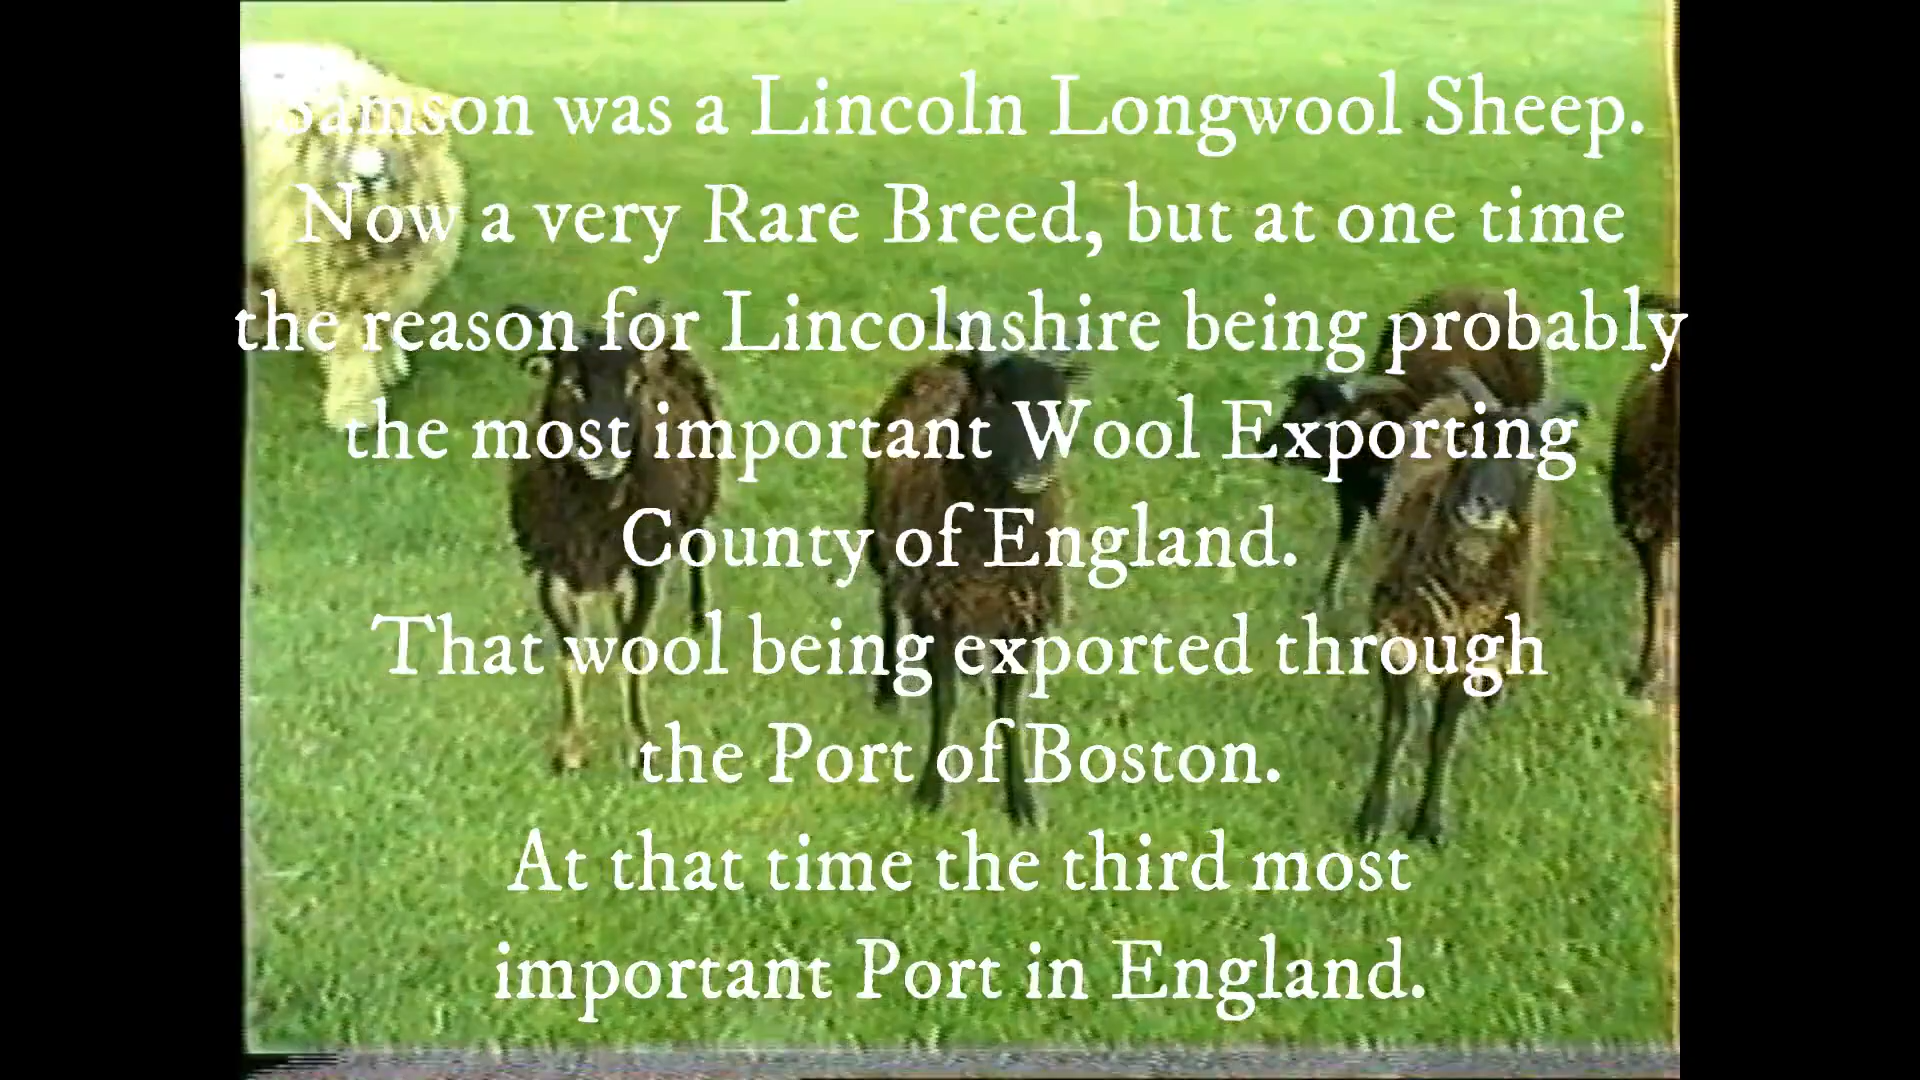 Samson was a Lincoln Longwool Sheep.
Now a very Rare Breed, but at one time
the reason for Lincolnshire being probably
the most important Wool Exporting
County of England.
That wool being exported through
the Port of Boston.
At that time the third most
important Port in England.